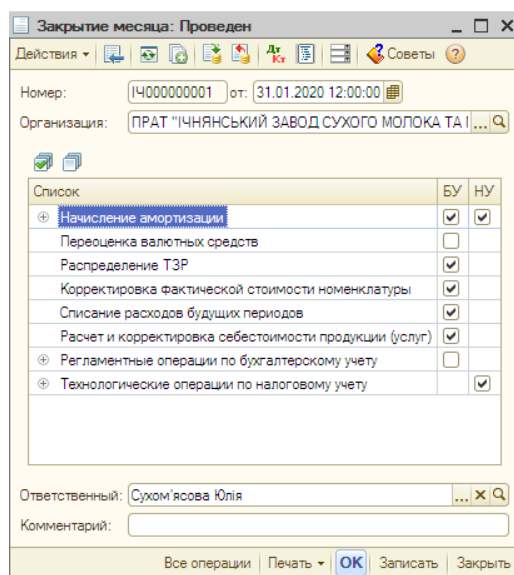 Закрытие месяца: Проведен
Действия Дт Кт Советы
Номер: ІЧ000000001 от: 31.01.2020 12:00:00
Организация: ПРАТ "ІЧНЯНСЬКИЙ ЗАВОД СУХОГО МОЛОКА ТА ...
Список БУ НУ
Начисление амортизации
Переоценка валютных средств
Распределение ТЗР
Корректировка фактической стоимости номенклатуры
Списание расходов будущих периодов
Расчет и корректировка себестоимости продукции (услуг)
Регламентные операции по бухгалтерскому учету
Технологические операции по налоговому учету
Ответственный: Сухом'ясова Юлія ...
Комментарий:
Все операции Печать OK Записать Закрыть